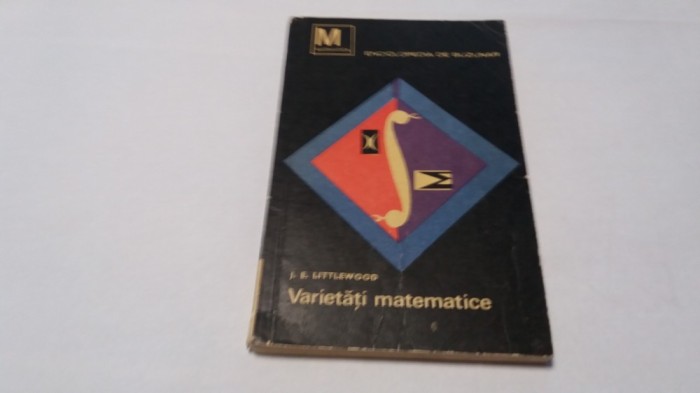 M
ENCICLOPEDIA DE BUZUNAR
M
J. E. LITTLEWOOD
Varietăți matematice